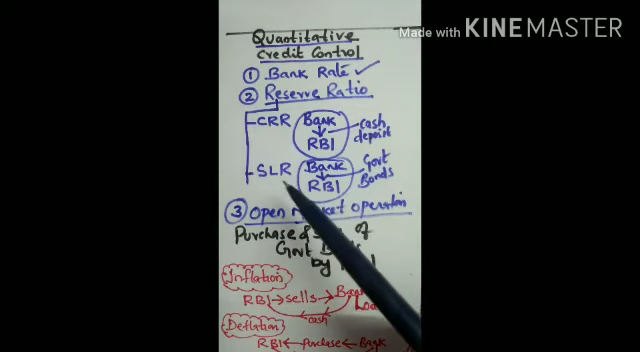 Made with KINEMASTER
Quantitative
Credit Control
① Bank Rate ✓
② Reserve Ratio
CRR Bank
RBI
Cash deposit
SLR Bank
RBI
Govt Bonds
③ Open operation
Purchase & of
Govt
by
Inflation
RBI → sells →
cash
Deflation
RBI ← Purchase ← Bank